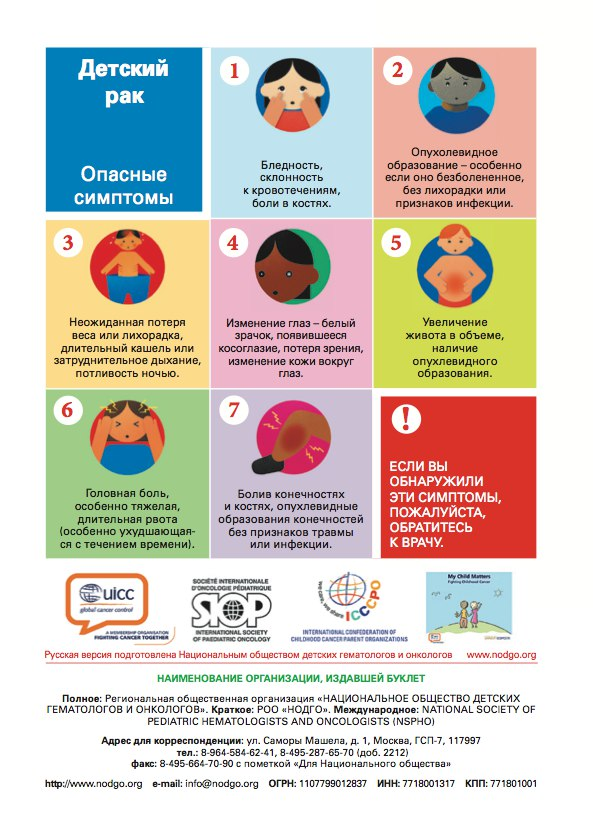 Детский
рак
Опасные
симптомы
1
Бледность,
склонность
к кровотечениям,
боли в костях.
2
Опухолевидное
образование – особенно
если оно безболененное,
без лихорадки или
признаков инфекции.
3
Неожиданная потеря
веса или лихорадка,
длительный кашель или
затруднительное дыхание,
потливость ночью.
4
Изменение глаз – белый
зрачок, появившееся
косоглазие, потеря зрения,
изменение кожи вокруг
глаз.
5
Увеличение
живота в объеме,
наличие
опухлевидного
образования.
6
Головная боль,
особенно тяжелая,
длительная рвота
(особенно ухудшающая-
ся с течением времени).
7
Болив конечностях
и костях, опухлевидные
образования конечностей
без признаков травмы
или инфекции.
!
ЕСЛИ ВЫ
ОБНАРУЖИЛИ
ЭТИ СИМПТОМЫ,
ПОЖАЛУЙСТА,
ОБРАТИТЕСЬ
К ВРАЧУ.
uicc
global cancer control
A MEMBERSHIP ORGANISATION
FIGHTING CANCER TOGETHER
SOCIÉTÉ INTERNATIONALE
D'ONCOLOGIE PÉDIATRIQUE
SIOP
INTERNATIONAL SOCIETY
OF PAEDIATRIC ONCOLOGY
we care, we share
ICCCPO
INTERNATIONAL CONFEDERATION OF
CHILDHOOD CANCER PARENT ORGANIZATIONS
My Child Matters
Fighting Childhood Cancer
Русская версия подготовлена Национальным обществом детских гематологов и онкологов www.nodgo.org
НАИМЕНОВАНИЕ ОРГАНИЗАЦИИ, ИЗДАВШЕЙ БУКЛЕТ
Полное: Региональная общественная организация «НАЦИОНАЛЬНОЕ ОБЩЕСТВО ДЕТСКИХ
ГЕМАТОЛОГОВ И ОНКОЛОГОВ». Краткое: РОО «НОДГО». Международное: NATIONAL SOCIETY OF
PEDIATRIC HEMATOLOGISTS AND ONCOLOGISTS (NSPHO)
Адрес для корреспонденции: ул. Саморы Машела, д. 1, Москва, ГСП-7, 117997
тел.: 8-964-584-62-41, 8-495-287-65-70 (доб. 2212)
факс: 8-495-664-70-90 с пометкой «Для Национального общества»
http://www.nodgo.org e-mail: info@nodgo.org ОГРН: 1107799012837 ИНН: 7718001317 КПП: 771801001